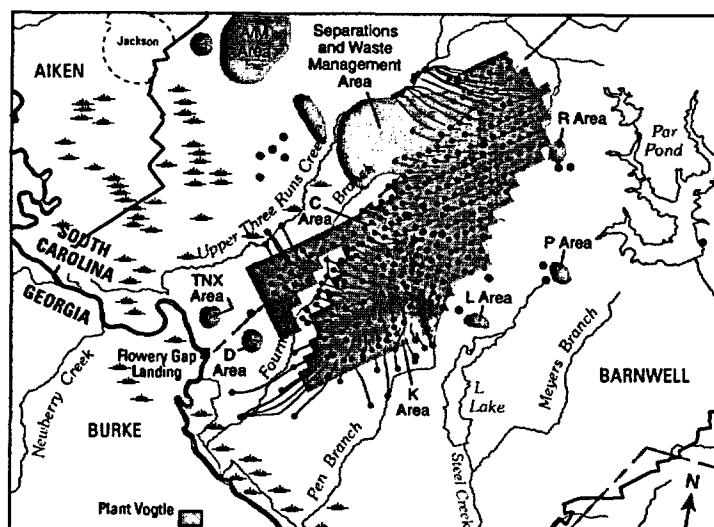 Jackson
A/M
Area
Separations
and Waste
Management
Area
AIKEN
R Area
Par
Pond
Upper Three Runs Creek
Branch
C
Area
SOUTH
CAROLINA
GEORGIA
TNX
Area
P Area
L Area
Flowery Gap
Landing
D
Area
Newberry Creek
K
Area
L
Lake
Meyers Branch
BARNWELL
BURKE
Pen Branch
Steel Creek
Plant Vogtle
N